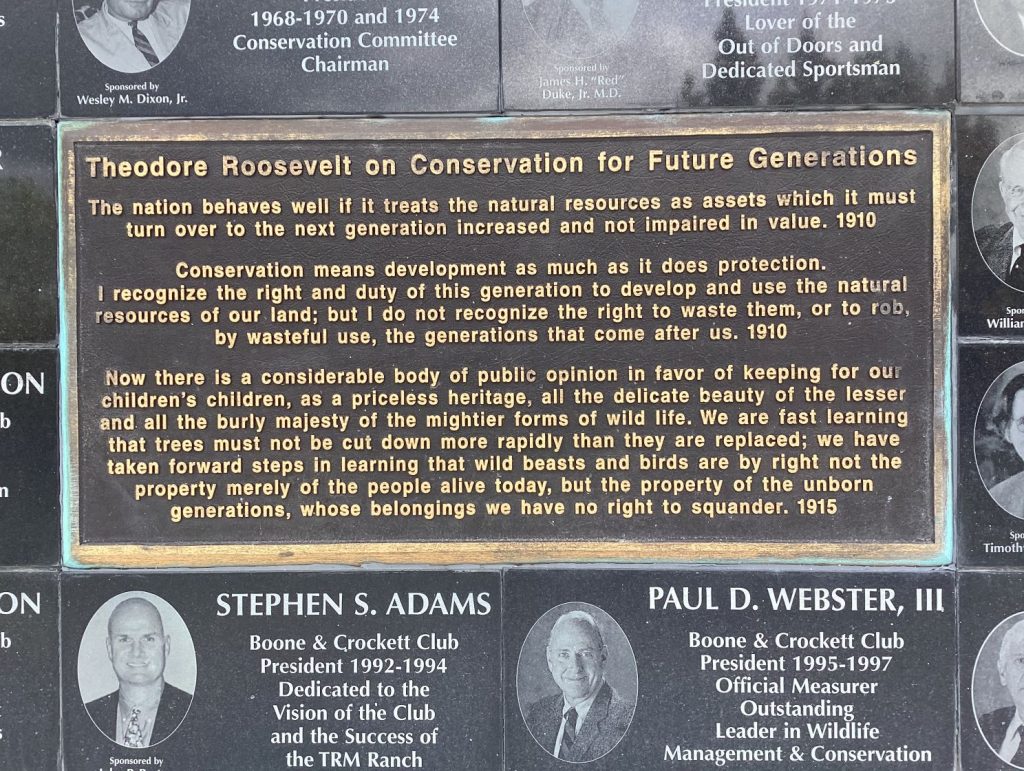 1968-1970 and 1974
Conservation Committee
Chairman
Sponsored by
Wesley M. Dixon, Jr.
President 1971-1973
Lover of the
Out of Doors and
Dedicated Sportsman
Sponsored by
James H. "Red"
Duke, Jr. M.D.
Theodore Roosevelt on Conservation for Future Generations
The nation behaves well if it treats the natural resources as assets which it must
turn over to the next generation increased and not impaired in value. 1910
Conservation means development as much as it does protection.
I recognize the right and duty of this generation to develop and use the natural
resources of our land; but I do not recognize the right to waste them, or to rob,
by wasteful use, the generations that come after us. 1910
Now there is a considerable body of public opinion in favor of keeping for our
children's children, as a priceless heritage, all the delicate beauty of the lesser
and all the burly majesty of the mightier forms of wild life. We are fast learning
that trees must not be cut down more rapidly than they are replaced; we have
taken forward steps in learning that wild beasts and birds are by right not the
property merely of the people alive today, but the property of the unborn
generations, whose belongings we have no right to squander. 1915
ON
b
n
William
Timothy
ON
b
STEPHEN S. ADAMS
Boone & Crockett Club
President 1992-1994
Dedicated to the
Vision of the Club
and the Success of
the TRM Ranch
Sponsored by
PAUL D. WEBSTER, III
Boone & Crockett Club
President 1995-1997
Official Measurer
Outstanding
Leader in Wildlife
Management & Conservation